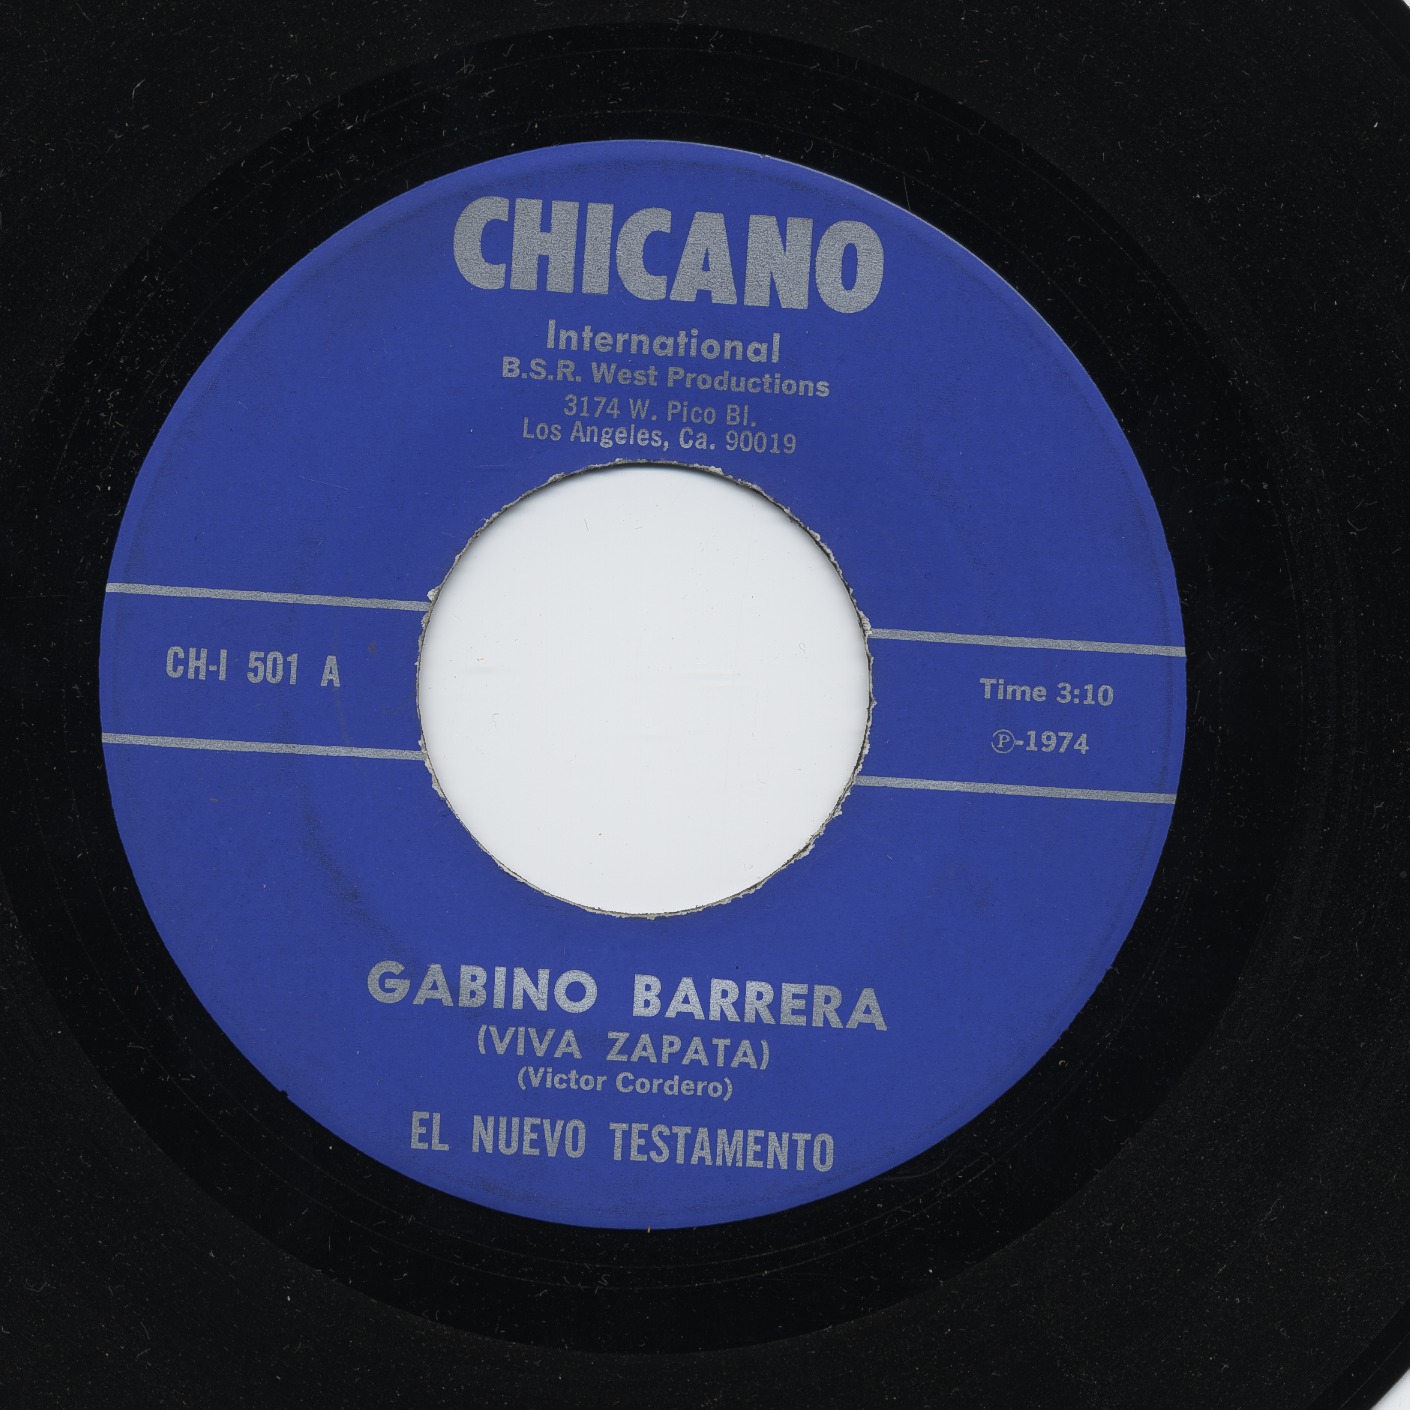 CHICANO
International
B.S.R. West Productions
3174 W. Pico Bl.
Los Angeles, Ca. 90019
CH-I 501 A
Time 3:10
℗-1974
GABINO BARRERA
(VIVA ZAPATA)
(Victor Cordero)
EL NUEVO TESTAMENTO